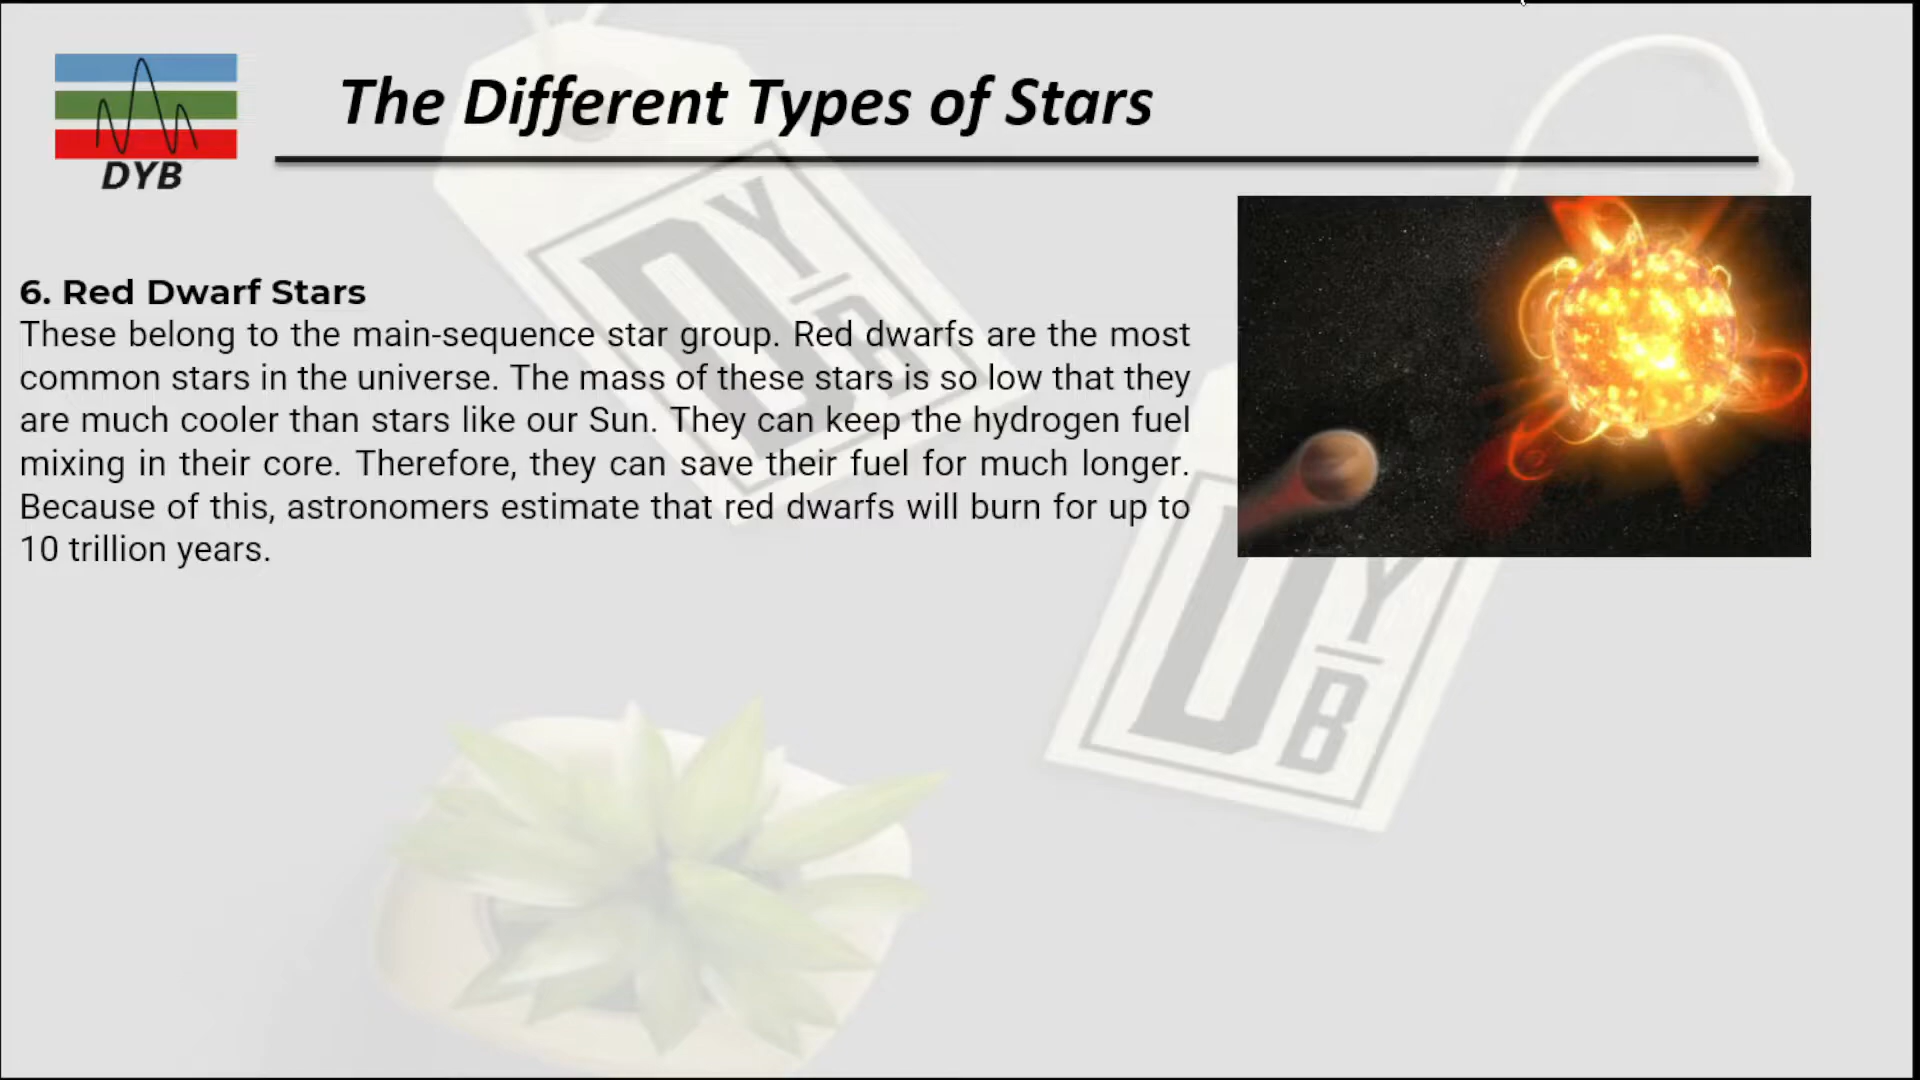 DYB
The Different Types of Stars
6. Red Dwarf Stars
These belong to the main-sequence star group. Red dwarfs are the most
common stars in the universe. The mass of these stars is so low that they
are much cooler than stars like our Sun. They can keep the hydrogen fuel
mixing in their core. Therefore, they can save their fuel for much longer.
Because of this, astronomers estimate that red dwarfs will burn for up to
10 trillion years.
DYB
DYB